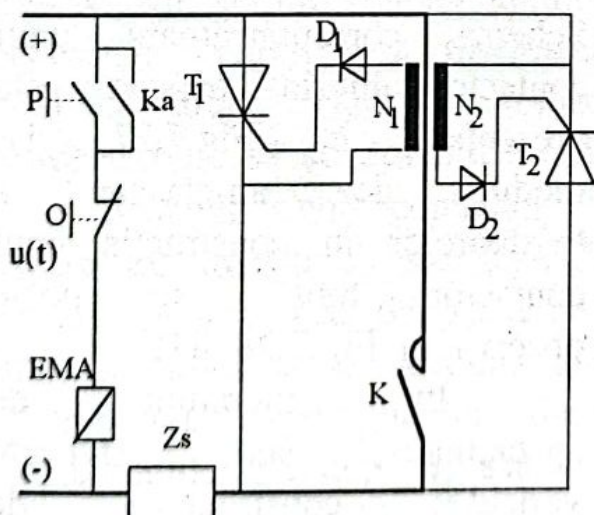 (+)
P
Ka
T1
D1
N1
N2
T2
D2
O
u(t)
EMA
K
Zs
(-)